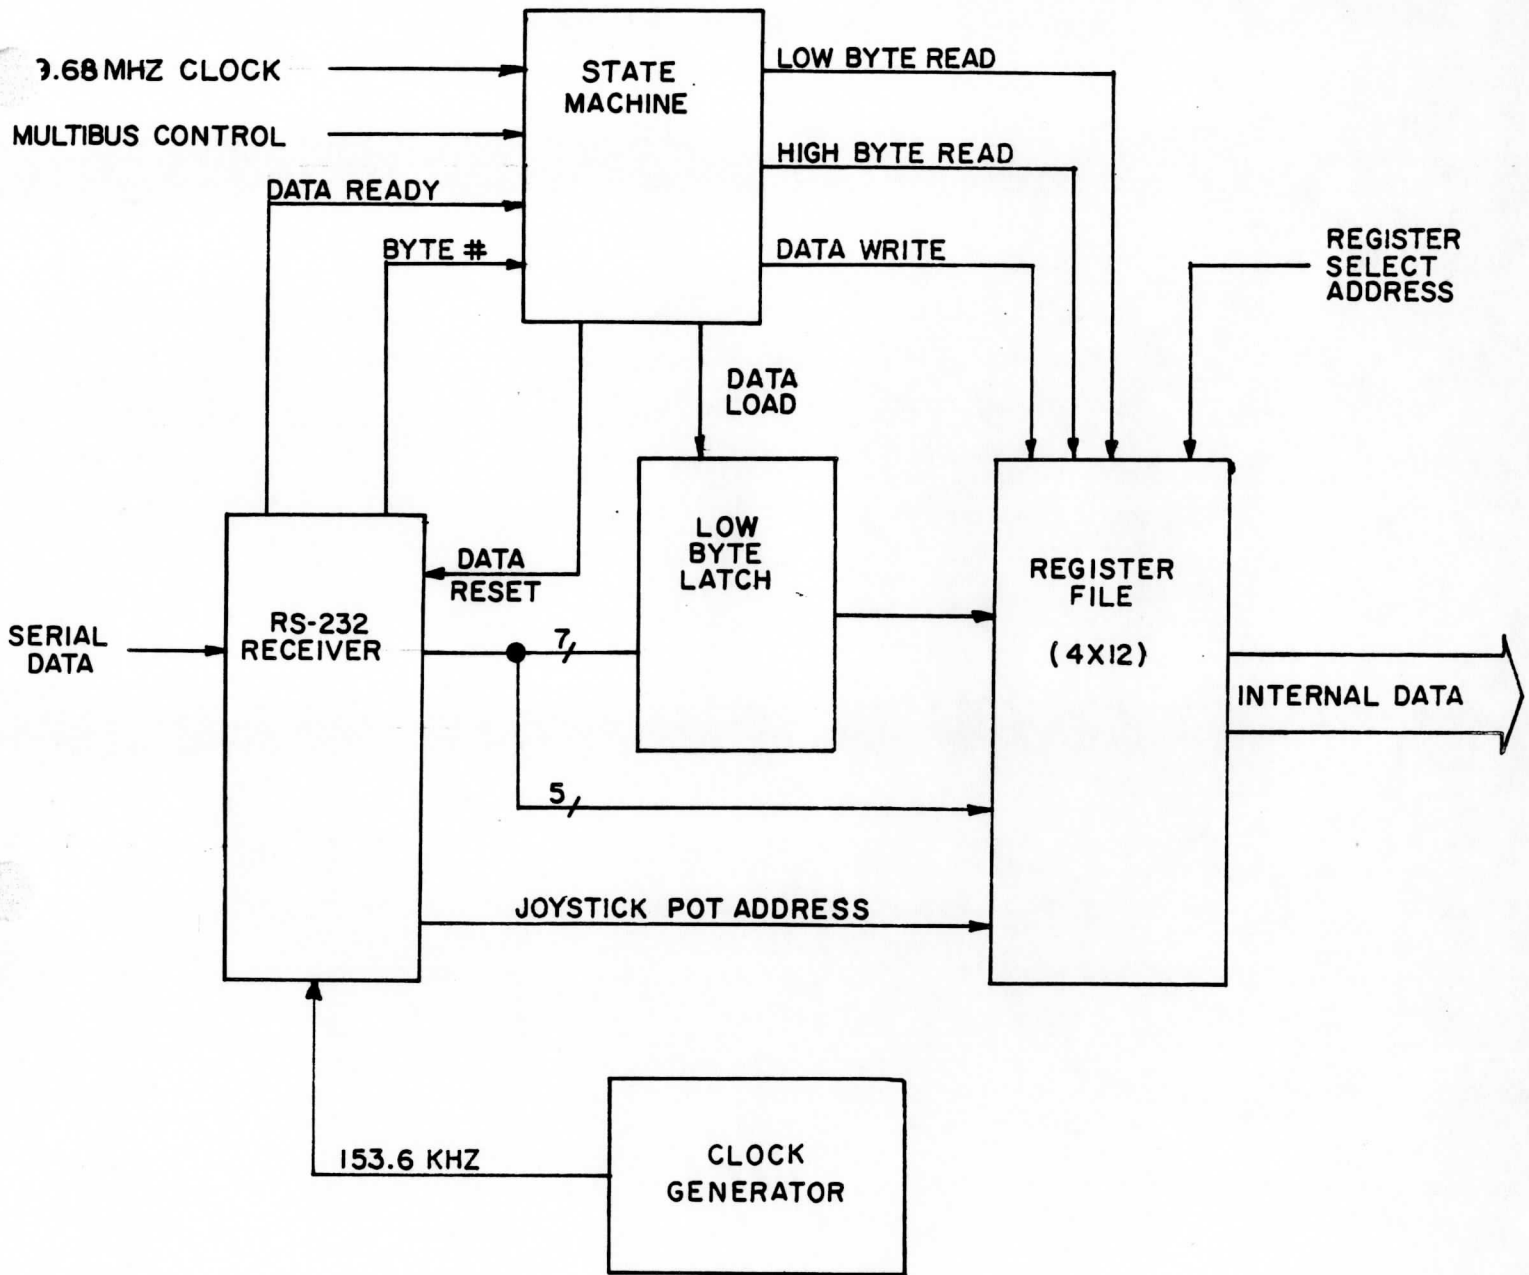 LOW BYTE READ
.68 MHZ CLOCK
STATE
MACHINE
MULTIBUS CONTROL
HIGH BYTE READ
DATA READY
BYTE #
DATA WRITE
REGISTER
SELECT
ADDRESS
DATA
LOAD
LOW
BYTE
LATCH
DATA
RESET
REGISTER
FILE
(4X12)
RS-232
RECEIVER
SERIAL
DATA
7/
INTERNAL DATA
5/
JOYSTICK POT ADDRESS
153.6 KHZ
CLOCK
GENERATOR